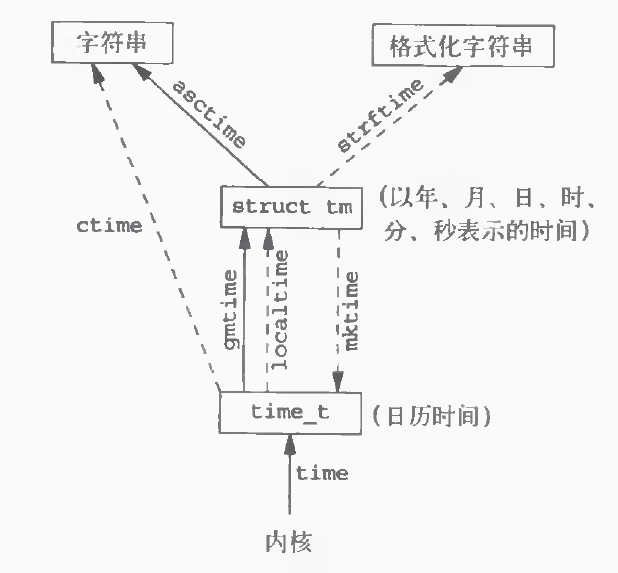 字符串
格式化字符串
asctime
strftime
struct tm
(以年、月、日、时、
分、秒表示的时间)
ctime
gmtime
localtime
mktime
time_t
(日历时间)
time
内核